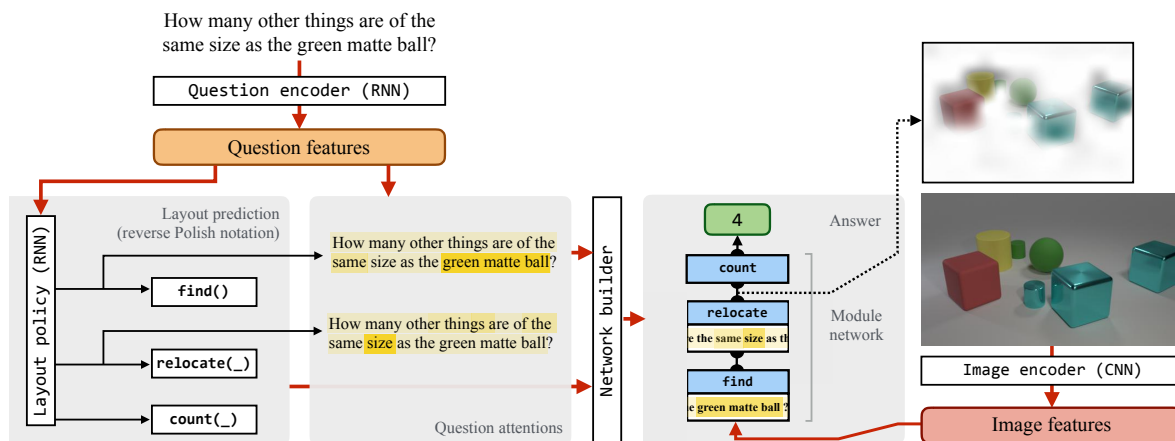 How many other things are of the
same size as the green matte ball?
Question encoder (RNN)
Question features
Layout policy (RNN)
Layout prediction
(reverse Polish notation)
find()
relocate(_)
count(_)
How many other things are of the
same size as the green matte ball?
How many other things are of the
same size as the green matte ball?
Question attentions
Network builder
4
Answer
count
relocate
e the same size as th
find
e green matte ball ?
Module
network
Image encoder (CNN)
Image features